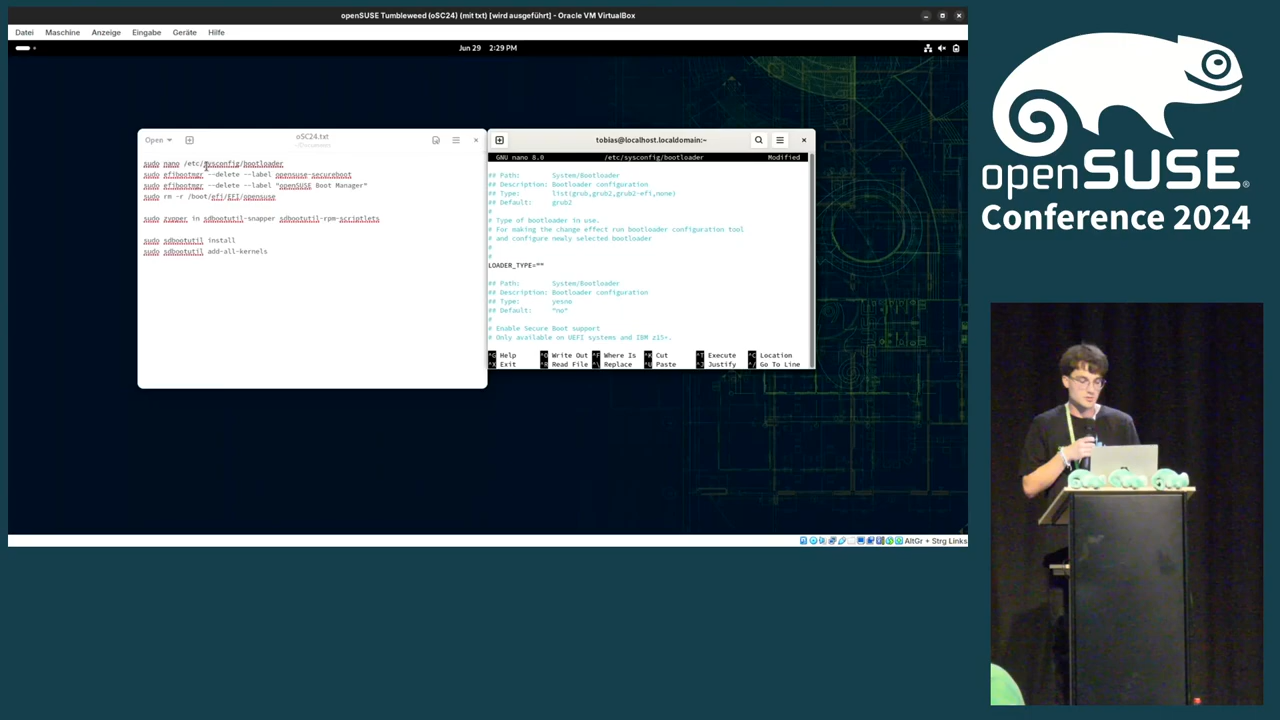 openSUSE Tumbleweed (oSC24) (mit txt) [wird ausgeführt] - Oracle VM VirtualBox
Datei Maschine Anzeige Eingabe Geräte Hilfe
Jun 29 2:29 PM
Open
oSC24.txt
sudo nano /etc/sysconfig/bootloader
sudo efibootmgr --delete --label opensuse-secureboot
sudo efibootmgr --delete --label "openSUSE Boot Manager"
sudo rm -r /boot/efi/EFI/opensuse
sudo zypper in sdbootutil-snapper sdbootutil-rpm-scriptlets
sudo sdbootutil install
sudo sdbootutil add-all-kernels
tobias@localhost.localdomain:~
GNU nano 8.0 /etc/sysconfig/bootloader Modified
## Path: System/Bootloader
## Description: Bootloader configuration
## Type: list(grub,grub2,grub2-efi,none)
## Default: grub2
#
# Type of bootloader in use.
# For making the change effect run bootloader configuration tool
# and configure newly selected bootloader
#
#
LOADER_TYPE=""
## Path: System/Bootloader
## Description: Bootloader configuration
## Type: yesno
## Default: "no"
#
# Enable Secure Boot support
# Only available on UEFI systems and IBM z15+.
^G Help ^O Write Out ^F Where Is ^K Cut ^T Execute ^C Location
^X Exit ^R Read File ^\ Replace ^U Paste ^J Justify ^/ Go To Line
AltGr + Strg Links
openSUSE®
Conference 2024